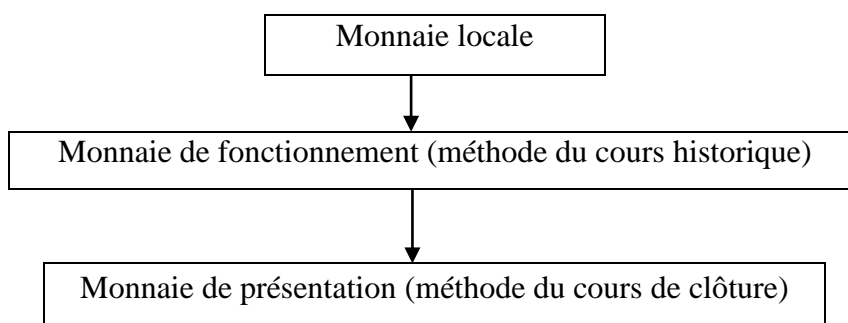 Monnaie locale
Monnaie de fonctionnement (méthode du cours historique)
Monnaie de présentation (méthode du cours de clôture)